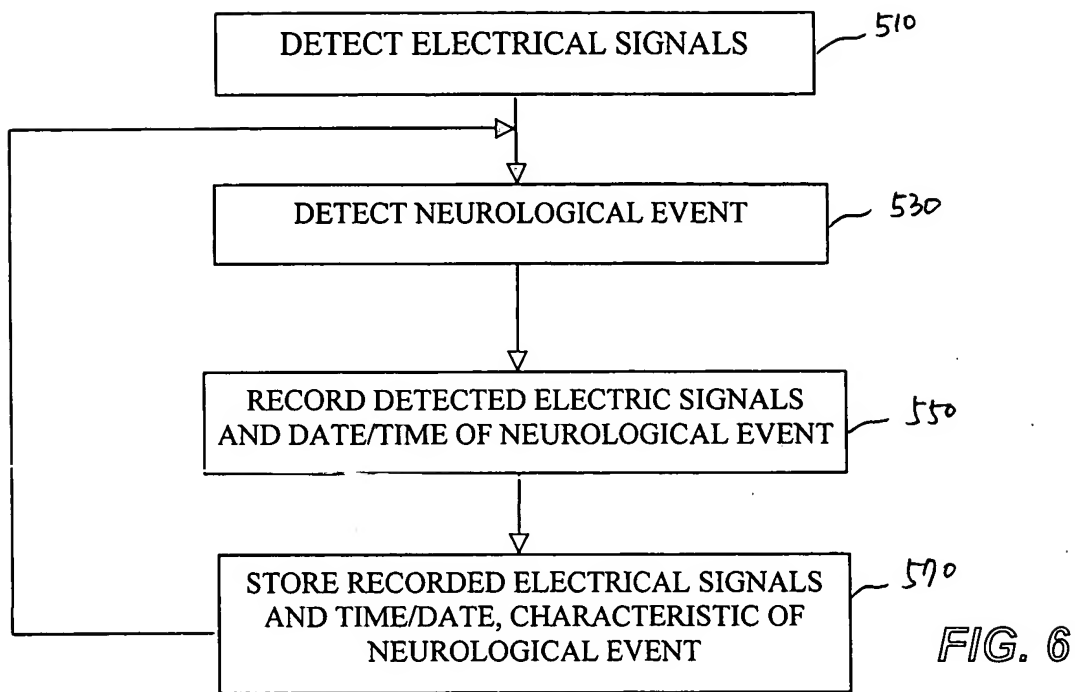 DETECT ELECTRICAL SIGNALS
510
DETECT NEUROLOGICAL EVENT
530
RECORD DETECTED ELECTRIC SIGNALS
AND DATE/TIME OF NEUROLOGICAL EVENT
550
STORE RECORDED ELECTRICAL SIGNALS
AND TIME/DATE, CHARACTERISTIC OF
NEUROLOGICAL EVENT
570
FIG. 6